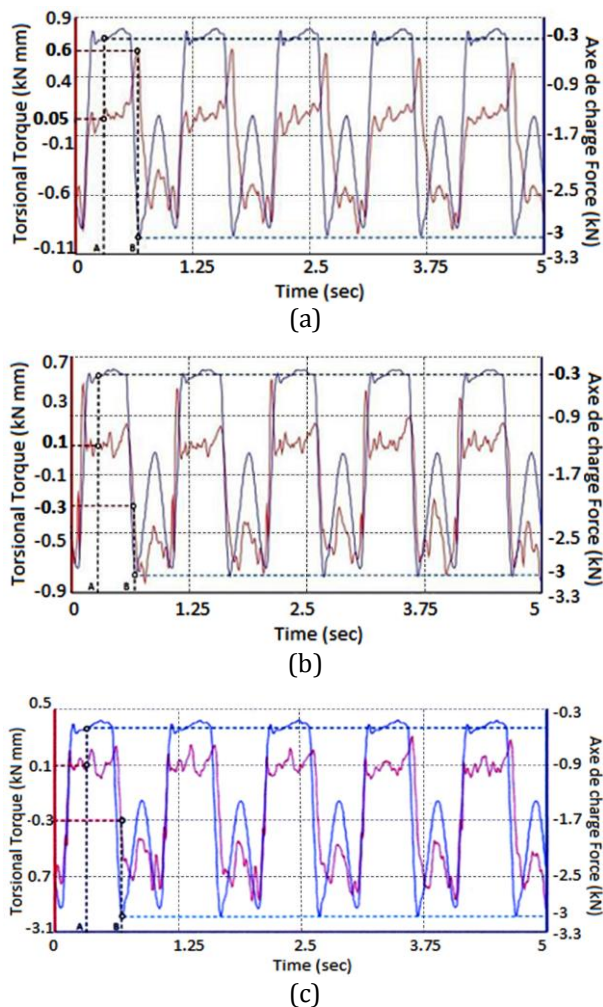 Torsional Torque (kN mm)
0.9
0.6
0.4
0.05
-0.1
-0.6
-0.11
A
B
0
1.25
2.5
3.75
5
Time (sec)
-0.3
-0.9
-1.7
-2.5
-3
-3.3
Axe de charge Force (kN)
(a)
Torsional Torque (kN mm)
0.7
0.3
0.1
-0.1
-0.3
-0.5
-0.9
A
B
0
1.25
2.5
3.75
5
Time (sec)
-0.3
-0.9
-1.7
-2.5
-3
-3.3
Axe de charge Force (kN)
(b)
Torsional Torque (kN mm)
0.5
0.1
-0.3
0.7
-3.1
A
B
0
1.25
2.5
3.75
5
Time (sec)
-0.3
-0.9
-1.7
-2.5
-3
-3.3
Axe de charge Force (kN)
(c)